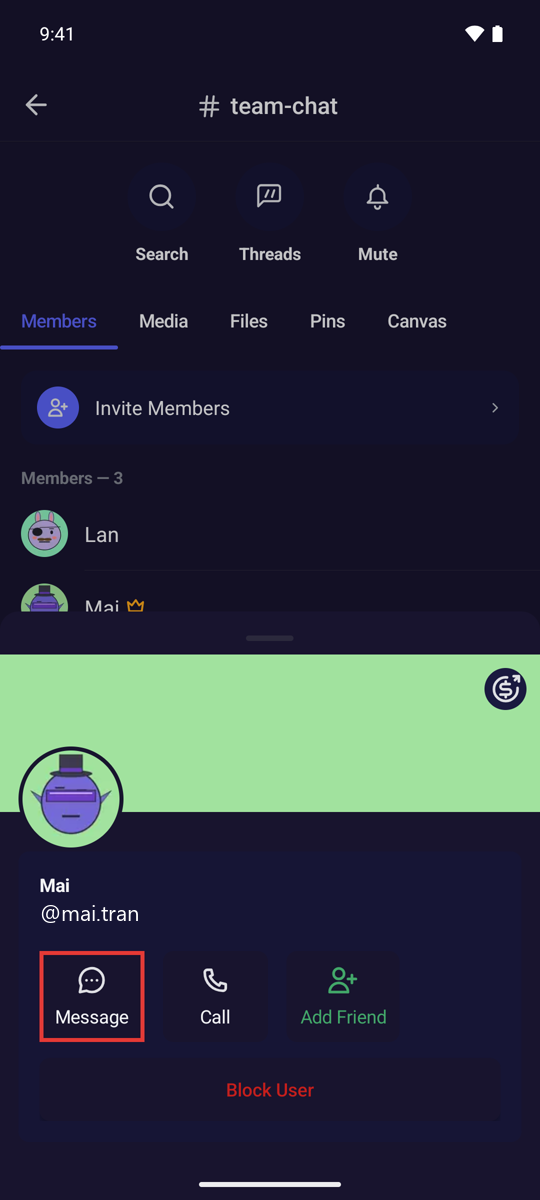 9:41
# team-chat
Search Threads Mute
Members Media Files Pins Canvas
Invite Members
Members — 3
Lan
Mai
Mai
@mai.tran
Message Call Add Friend
Block User